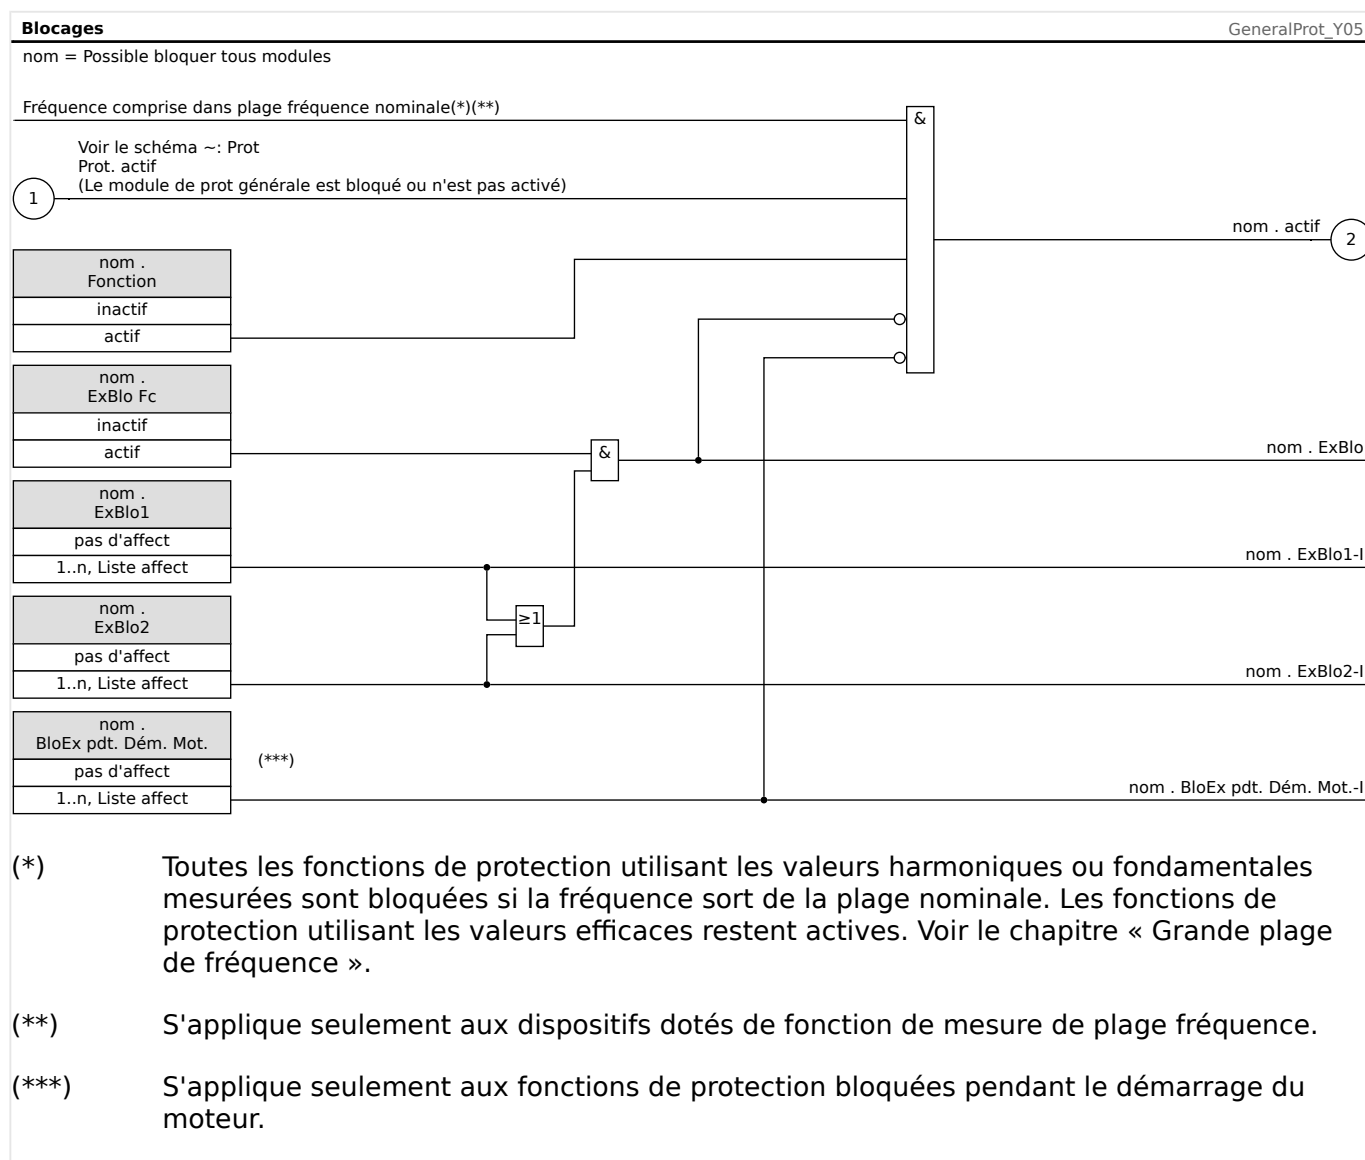 Blocages
GeneralProt_Y05
nom = Possible bloquer tous modules
Fréquence comprise dans plage fréquence nominale(*)(**)
&
Voir le schéma ~: Prot
Prot. actif
(Le module de prot générale est bloqué ou n'est pas activé)
1
nom . actif
2
nom .
Fonction
inactif
actif
nom .
ExBlo Fc
inactif
actif
&
nom . ExBlo
nom .
ExBlo1
pas d'affect
1..n, Liste affect
nom . ExBlo1-I
≥1
nom .
ExBlo2
pas d'affect
1..n, Liste affect
nom . ExBlo2-I
nom .
BloEx pdt. Dém. Mot.
(***)
pas d'affect
1..n, Liste affect
nom . BloEx pdt. Dém. Mot.-I
(*) Toutes les fonctions de protection utilisant les valeurs harmoniques ou fondamentales
mesurées sont bloquées si la fréquence sort de la plage nominale. Les fonctions de
protection utilisant les valeurs efficaces restent actives. Voir le chapitre « Grande plage
de fréquence ».
(**) S'applique seulement aux dispositifs dotés de fonction de mesure de plage fréquence.
(***) S'applique seulement aux fonctions de protection bloquées pendant le démarrage du
moteur.